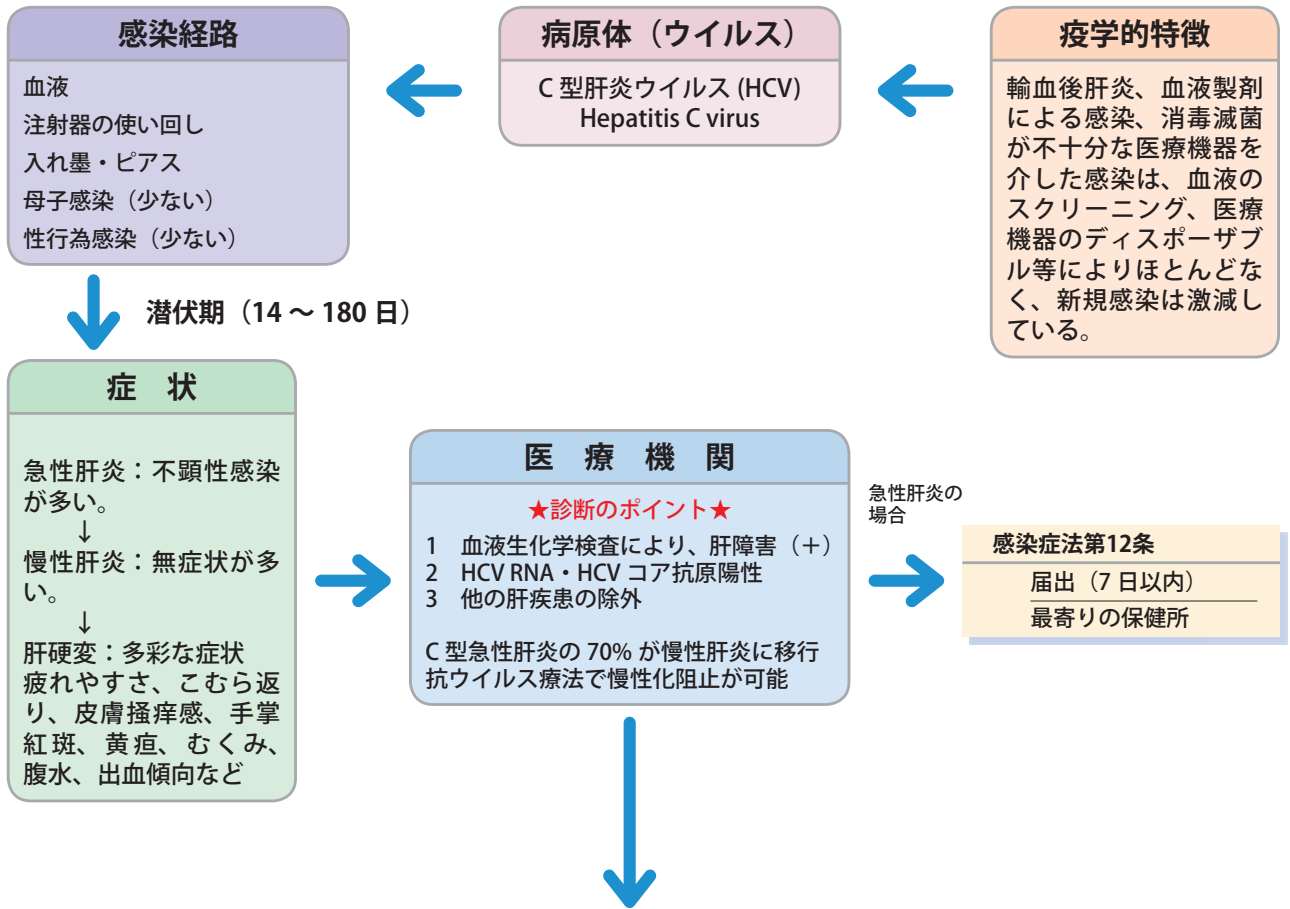 感染経路
血液
注射器の使い回し
入れ墨・ピアス
母子感染（少ない）
性行為感染（少ない）
病原体（ウイルス）
C 型肝炎ウイルス (HCV)
Hepatitis C virus
疫学的特徴
輸血後肝炎、血液製剤
による感染、消毒滅菌
が不十分な医療機器を
介した感染は、血液の
スクリーニング、医療
機器のディスポーザブ
ル等によりほとんどな
く、新規感染は激減し
ている。
潜伏期（14 ～ 180 日）
症　状
急性肝炎：不顕性感染
が多い。
↓
慢性肝炎：無症状が多
い。
↓
肝硬変：多彩な症状
疲れやすさ、こむら返
り、皮膚掻痒感、手掌
紅斑、黄疸、むくみ、
腹水、出血傾向など
医　療　機　関
★診断のポイント★
1　血液生化学検査により、肝障害（＋）
2　HCV RNA・HCV コア抗原陽性
3　他の肝疾患の除外
C 型急性肝炎の 70% が慢性肝炎に移行
抗ウイルス療法で慢性化阻止が可能
急性肝炎の
場合
感染症法第12条
届出（7 日以内）
最寄りの保健所